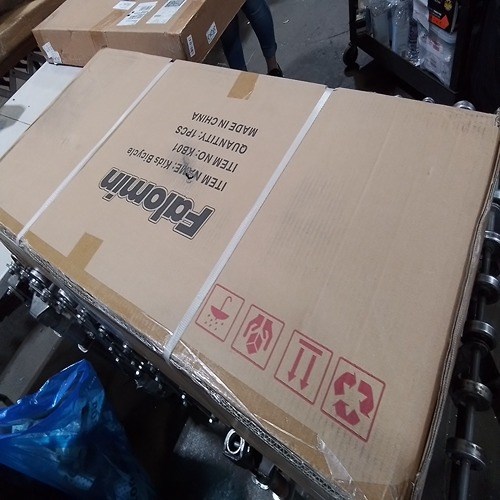 Falomin
ITEM NAME: Kids Bicycle
ITEM NO: KB01
QUANTITY: 1PCS
MADE IN CHINA